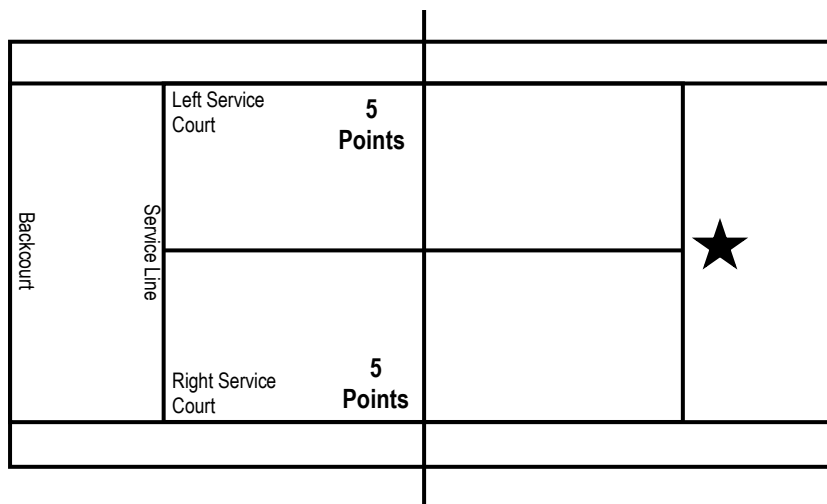 Left Service
Court
5
Points
Backcourt
Service Line
Right Service
Court
5
Points